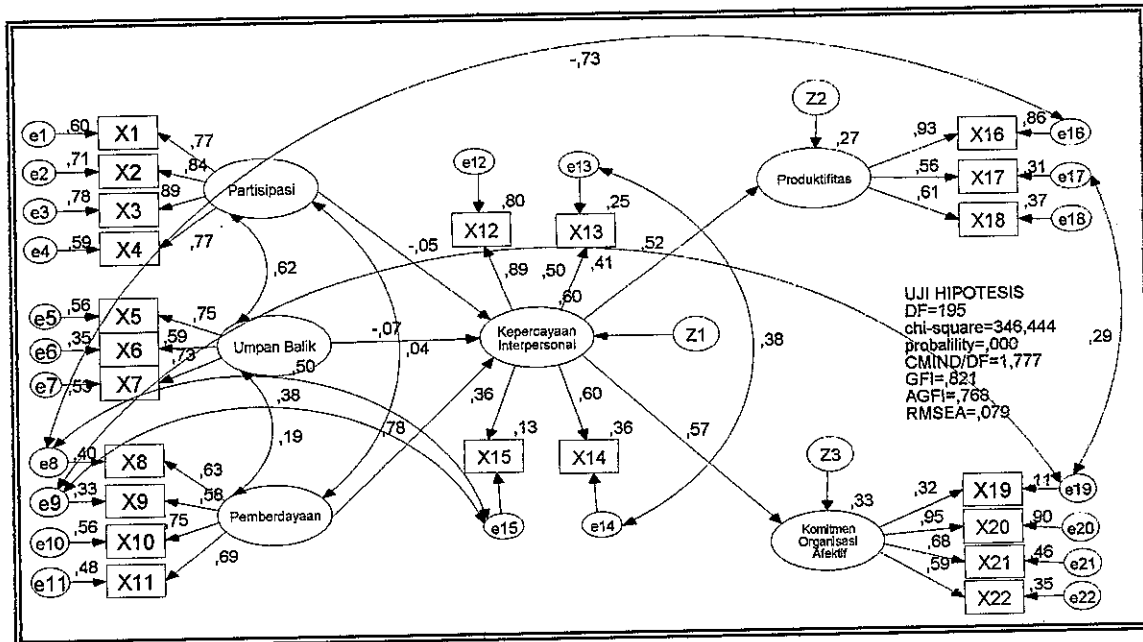 -,73
Z2
e1
,60
X1
,77
e2
,71
X2
,84
Partisipasi
e3
,78
X3
,89
e4
,59
X4
,77
e12
X12
,80
e13
X13
,25
,89
,50
,41
,60
Produktifitas
,27
,93
X16
,86
e16
,56
X17
,31
e17
,61
X18
,37
e18
-,05
,52
,62
e5
,56
X5
,75
e6
,35
X6
,59
e7
,53
X7
,73
Umpan Balik
-,07
,04
,50
,38
Kepercayaan
Interpersonal
Z1
,38
UJI HIPOTESIS
DF=195
chi-square=346,444
probalility=,000
CMIND/DF=1,777
GFI=,821
AGFI=,768
RMSEA=,079
,29
,36
,60
,57
,19
,78
X15
,13
X14
,36
e15
e14
e8
,40
X8
,63
e9
,33
X9
,58
Pemberdayaan
e10
,56
X10
,75
e11
,48
X11
,69
Z3
,33
Komitmen
Organisasi
Afektif
,32
X19
,11
e19
,95
X20
,90
e20
,68
X21
,46
e21
,59
X22
,35
e22